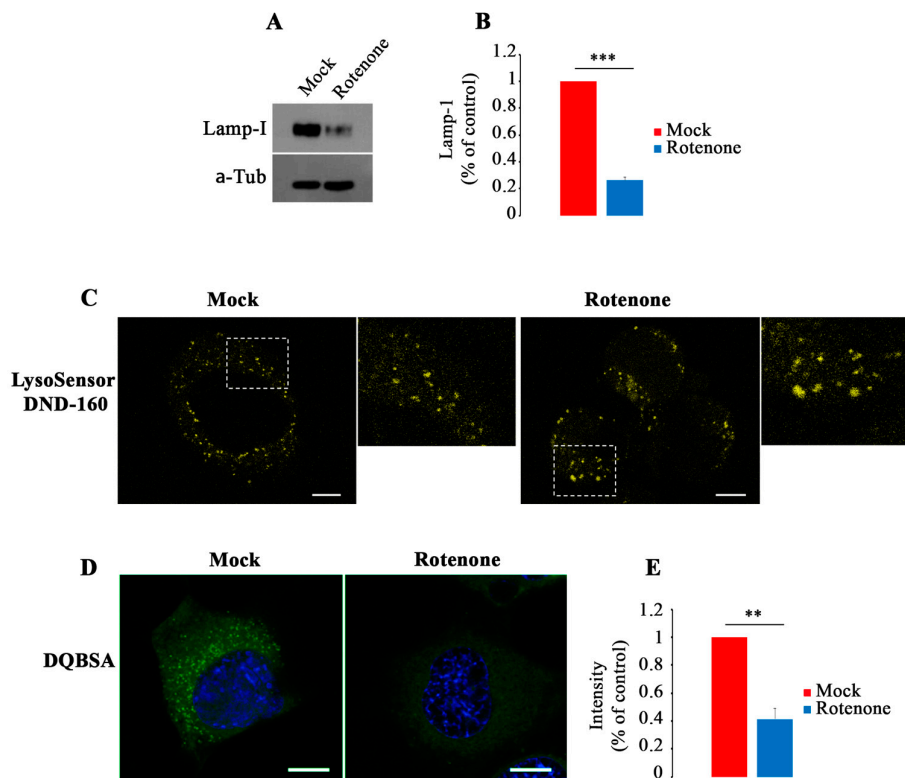 A
Mock
Rotenone
Lamp-I
a-Tub
B
Lamp-1
(% of control)
1.2
1
0.8
0.6
0.4
0.2
0
***
Mock
Rotenone
C
Mock
Rotenone
LysoSensor
DND-160
D
Mock
Rotenone
DQBSA
E
Intensity
(% of control)
1.2
1
0.8
0.6
0.4
0.2
0
**
Mock
Rotenone